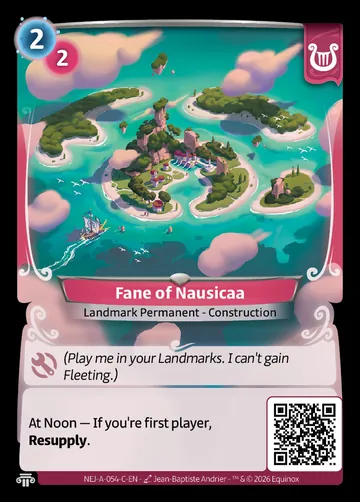 2
2
Fane of Nausicaa
Landmark Permanent - Construction
(Play me in your Landmarks. I can't gain
Fleeting.)
At Noon — If you're first player,
Resupply.
NEJ-A-054-C-EN - Jean-Baptiste Andrier - ™ & © 2026 Equinox